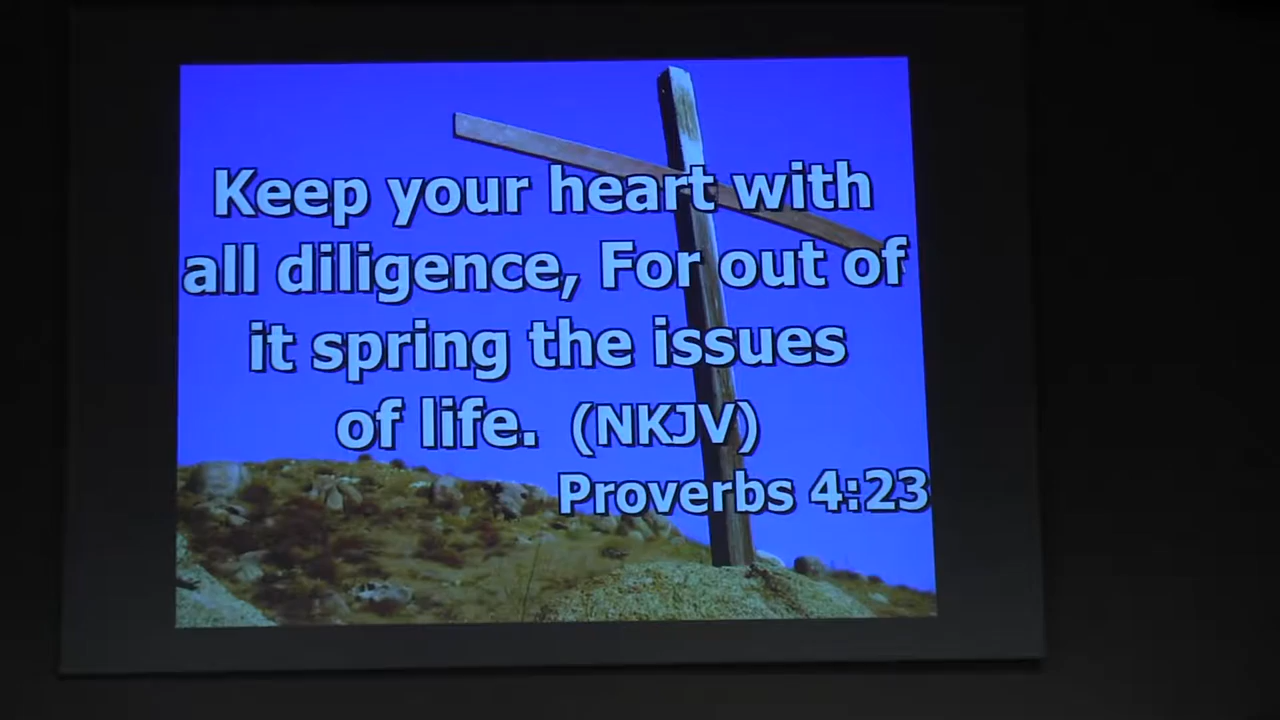 Keep your heart with
all diligence, For out of
it spring the issues
of life. (NKJV)
Proverbs 4:23